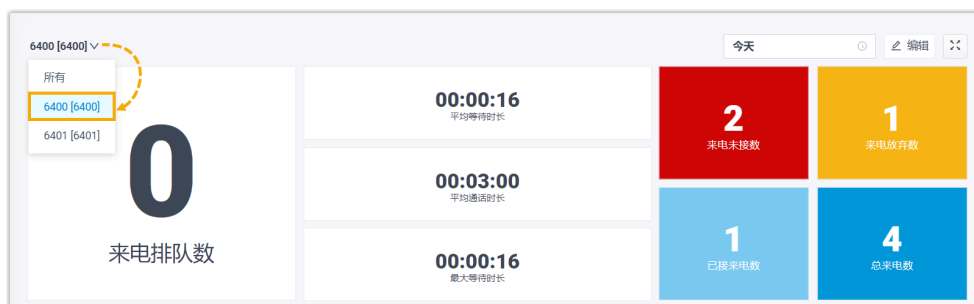 6400 [6400]
今天
编辑
所有
6400 [6400]
6401 [6401]
0
来电排队数
00:00:16
平均等待时长
00:03:00
平均通话时长
00:00:16
最大等待时长
2
来电未接数
1
来电放弃数
1
已接来电数
4
总来电数